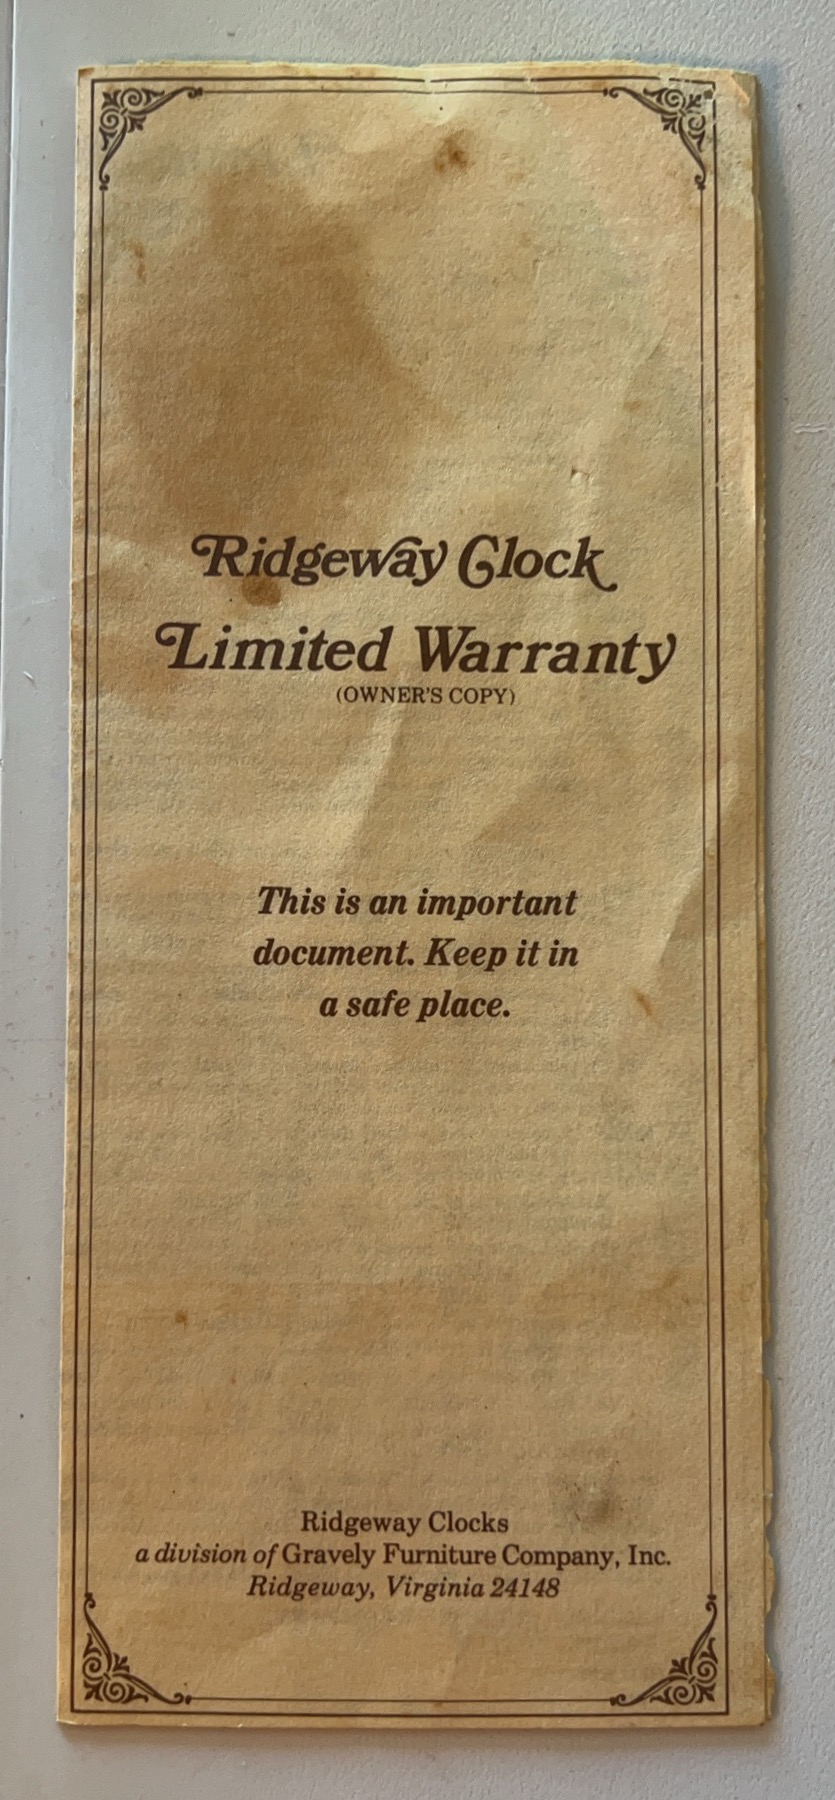 Ridgeway Clock
Limited Warranty
(OWNER'S COPY)
This is an important
document. Keep it in
a safe place.
Ridgeway Clocks
a division of Gravely Furniture Company, Inc.
Ridgeway, Virginia 24148